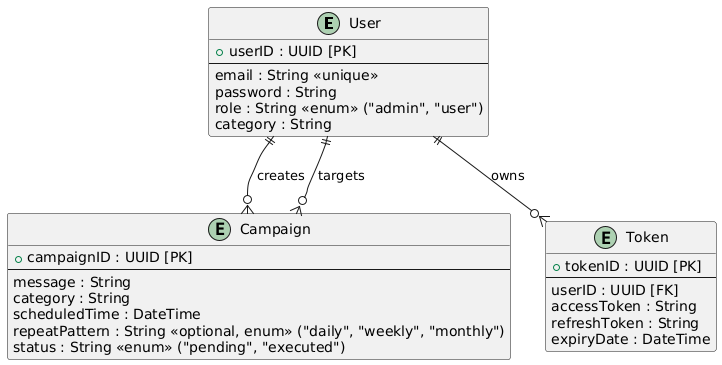 E User
+ userID : UUID [PK]
email : String «unique»
password : String
role : String «enum» ("admin", "user")
category : String
creates
targets
owns
E Campaign
campaignID : UUID [PK]
message : String
category : String
scheduledTime : DateTime
repeatPattern : String «optional, enum» ("daily", "weekly", "monthly")
status : String «enum» ("pending", "executed")
E Token
tokenID : UUID [PK]
userID : UUID [FK]
accessToken : String
refreshToken : String
expiryDate : DateTime